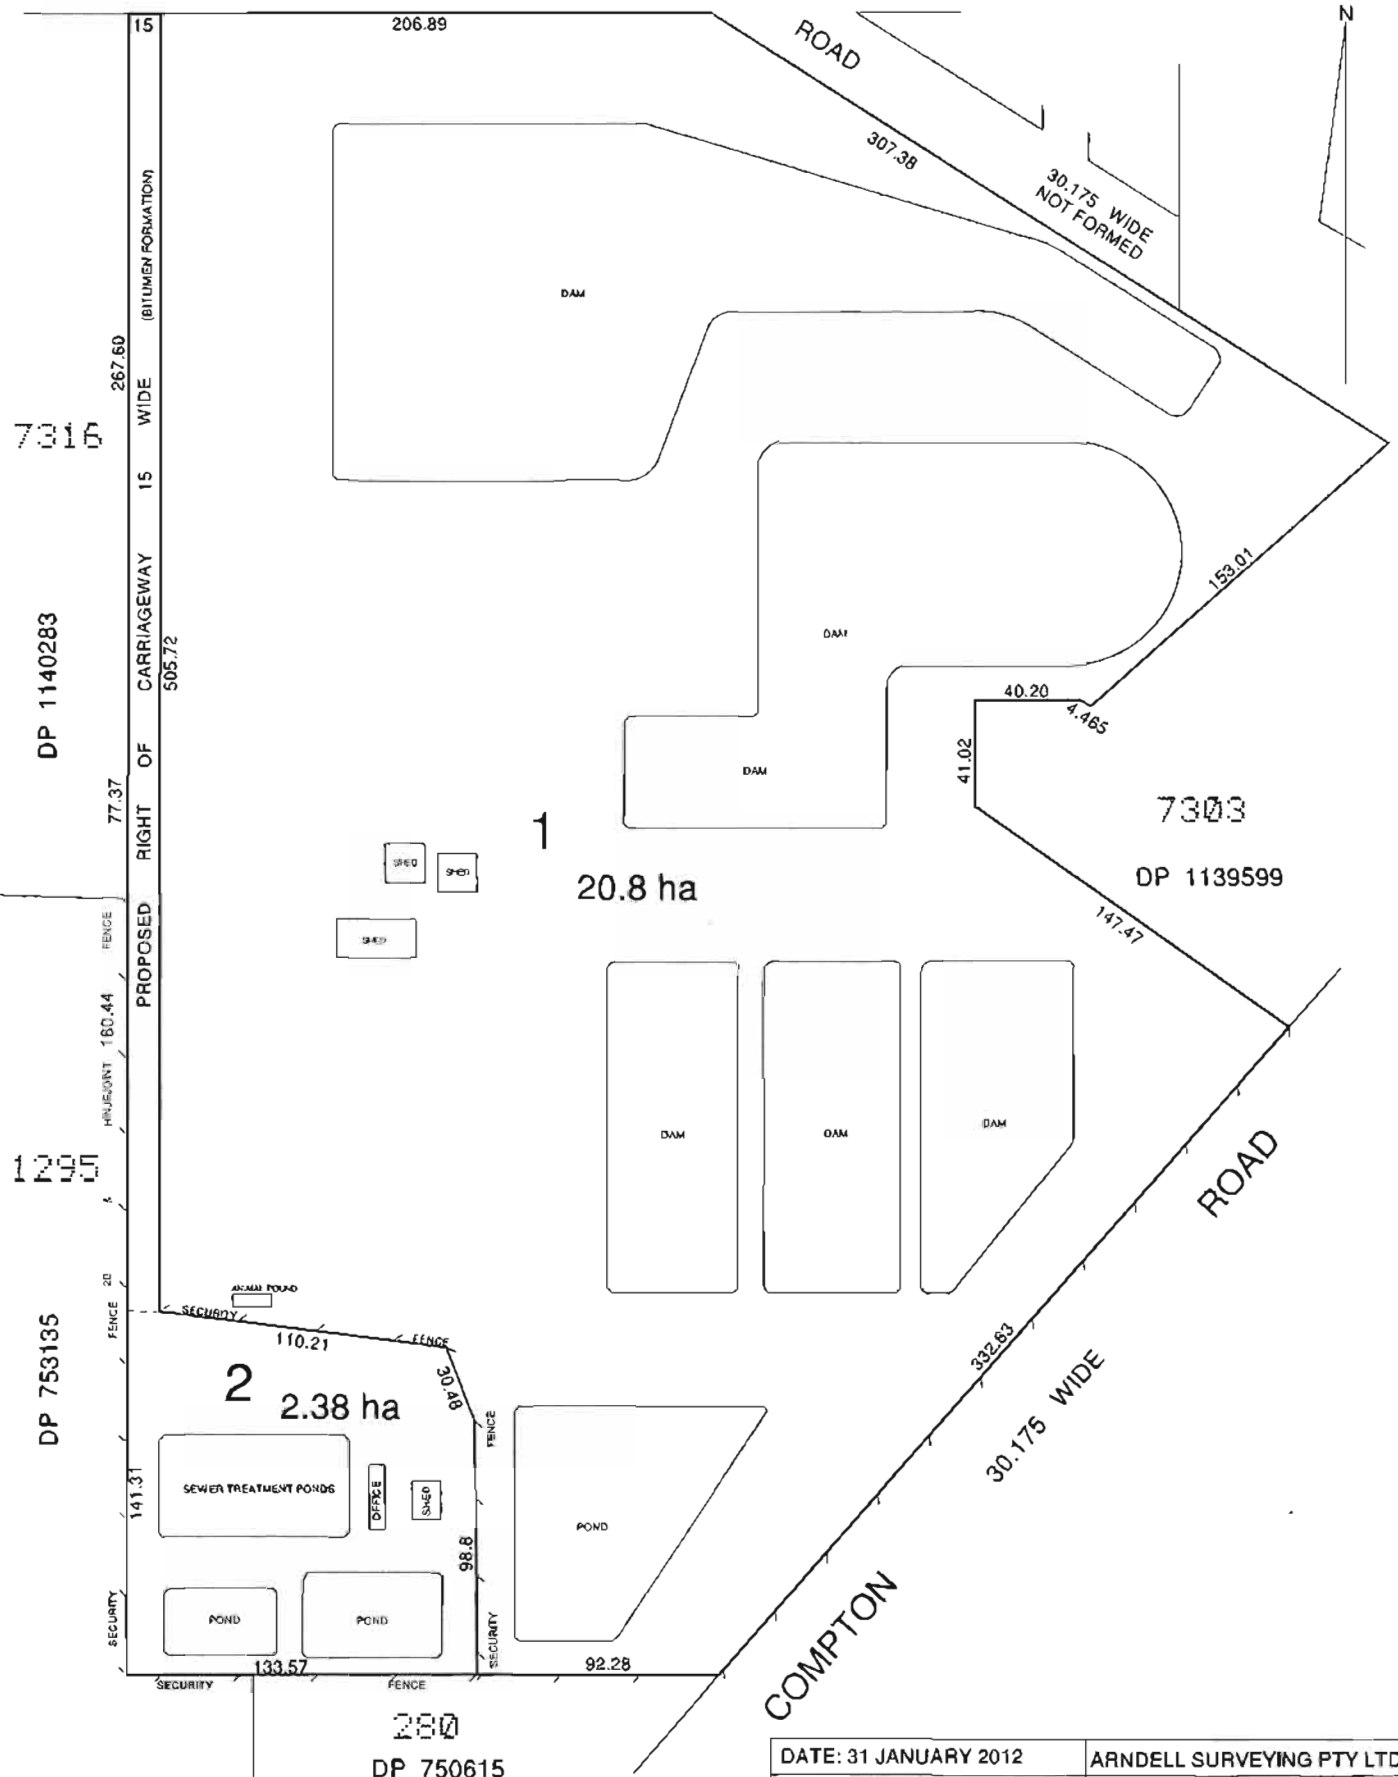 15
206.89
N
ROAD
307.38
30.175 WIDE
NOT FORMED
(BITUMEN FORMATION)
DAM
267.60
PROPOSED RIGHT OF CARRIAGEWAY 15 WIDE
7316
153.01
DP 1140283
505.72
DAM
40.20
4.465
41.02
DAM
77.37
1
7303
SHED
SHED
20.8 ha
DP 1139599
147.47
FENCE
SHED
160.44
DAM
DAM
DAM
1295
ROAD
ANIMAL POUND
FENCE
SECURITY
FENCE
110.21
DP 753135
332.63
2
2.38 ha
30.48
30.175 WIDE
FENCE
SEWER TREATMENT PONDS
OFFICE
SHED
141.31
POND
98.8
COMPTON
SECURITY
POND
POND
SECURITY
133.57
92.28
SECURITY
FENCE
280
DP 750615
DATE: 31 JANUARY 2012
ARNDELL SURVEYING PTY LTD